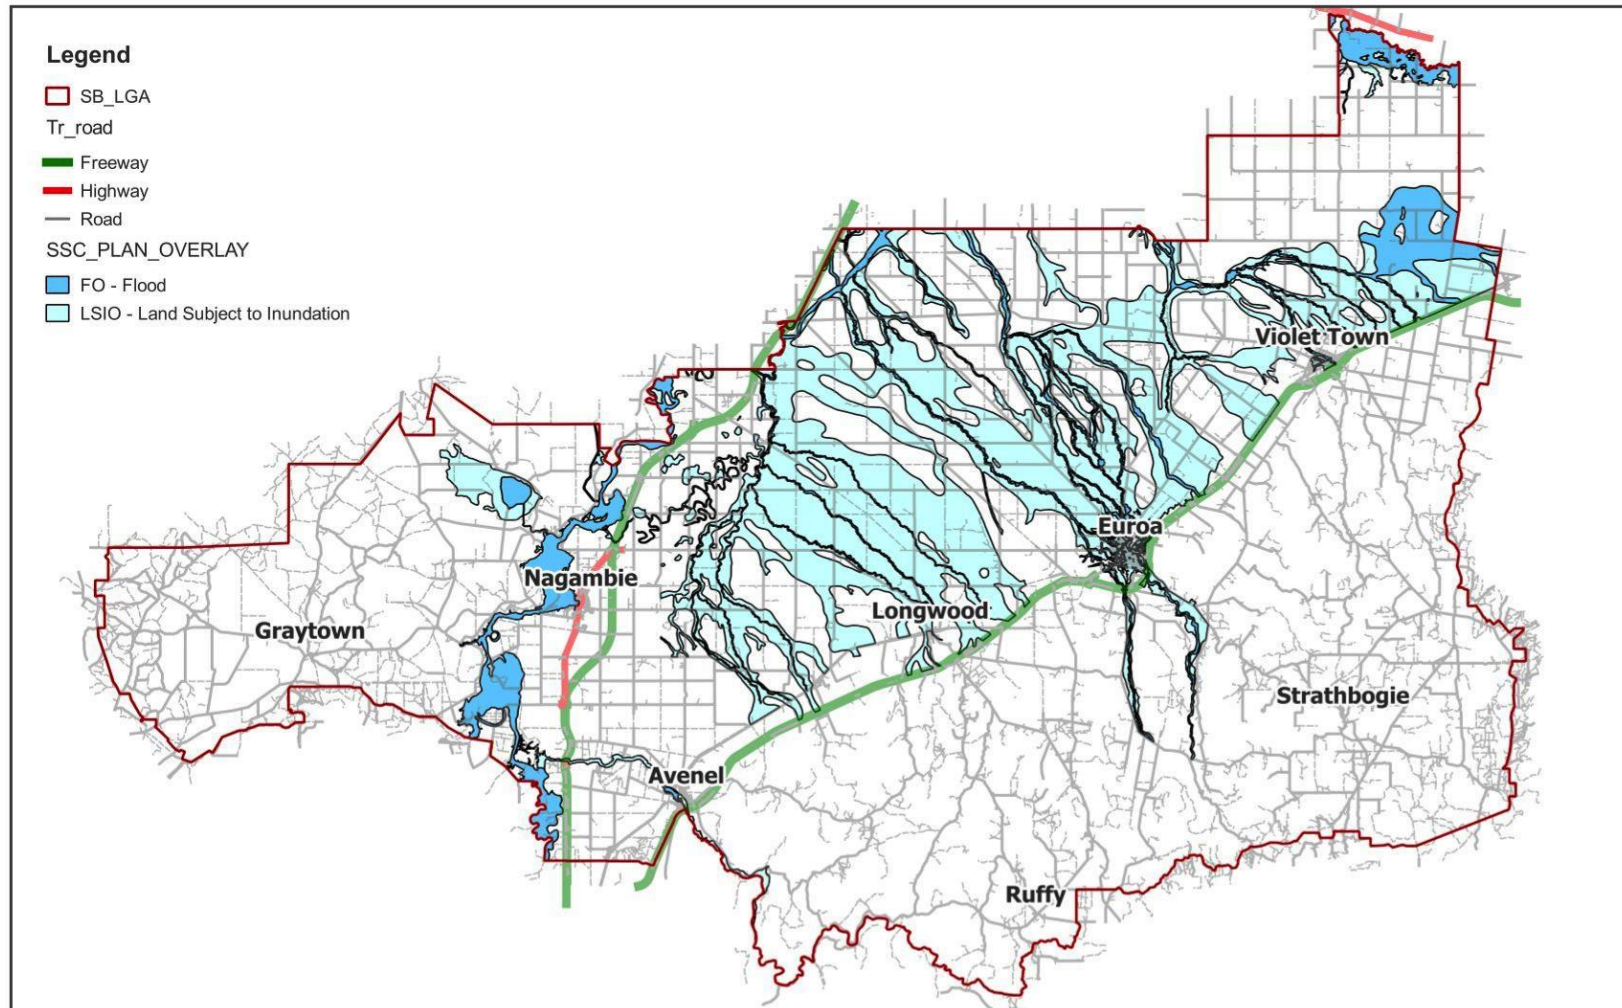 Legend
SB_LGA
Tr_road
Freeway
Highway
Road
SSC_PLAN_OVERLAY
FO - Flood
LSIO - Land Subject to Inundation
Violet Town
Euroa
Nagambie
Longwood
Graytown
Strathbogie
Avenel
Ruffy